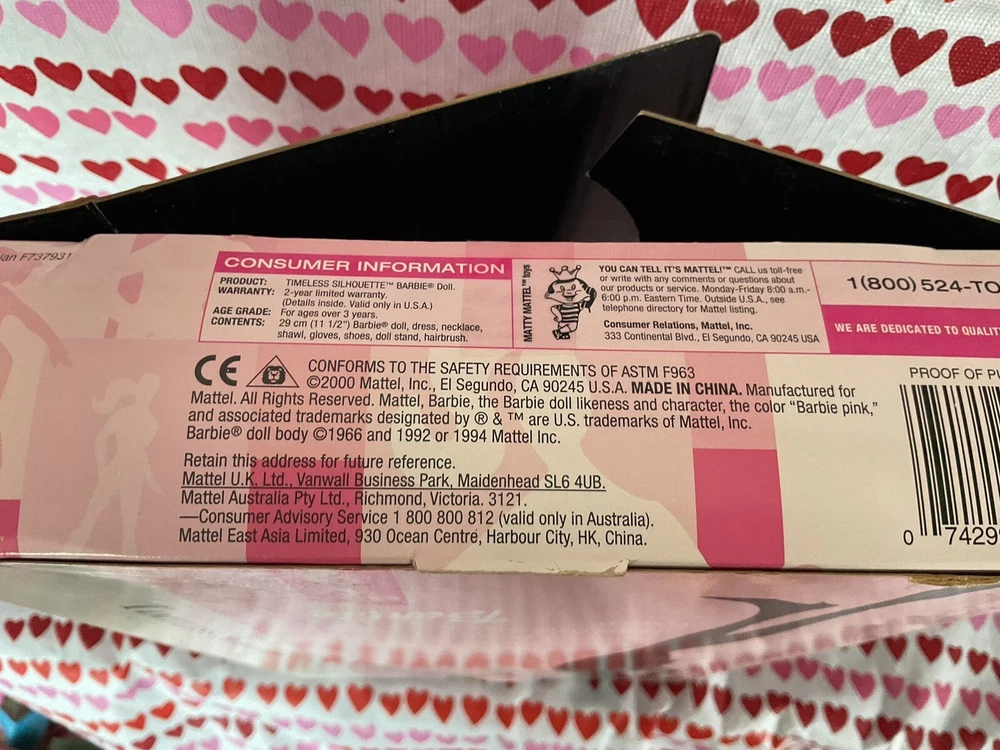 F737931
CONSUMER INFORMATION
PRODUCT: TIMELESS SILHOUETTE™ BARBIE® Doll.
WARRANTY: 2-year limited warranty.
(Details inside. Valid only in U.S.A.)
AGE GRADE: For ages over 3 years.
CONTENTS: 29 cm (11 1/2") Barbie® doll, dress, necklace,
shawl, gloves, shoes, doll stand, hairbrush.
MATTY MATTEL™ toys
YOU CAN TELL IT'S MATTEL!™ CALL us toll-free
or write with any comments or questions about
our products or service. Monday-Friday 8:00 a.m.-
6:00 p.m. Eastern Time. Outside U.S.A., see
telephone directory for Mattel listing.
Consumer Relations, Mattel, Inc.
333 Continental Blvd., El Segundo, CA 90245 USA
1(800) 524-TO
WE ARE DEDICATED TO QUALIT
CE
CONFORMS TO THE SAFETY REQUIREMENTS OF ASTM F963
©2000 Mattel, Inc., El Segundo, CA 90245 U.S.A. MADE IN CHINA. Manufactured for
Mattel. All Rights Reserved. Mattel, Barbie, the Barbie doll likeness and character, the color "Barbie pink,"
and associated trademarks designated by ® & ™ are U.S. trademarks of Mattel, Inc.
Barbie® doll body ©1966 and 1992 or 1994 Mattel Inc.
Retain this address for future reference.
Mattel U.K. Ltd., Vanwall Business Park, Maidenhead SL6 4UB.
Mattel Australia Pty Ltd., Richmond, Victoria. 3121.
—Consumer Advisory Service 1 800 800 812 (valid only in Australia).
Mattel East Asia Limited, 930 Ocean Centre, Harbour City, HK, China.
PROOF OF PU
0 7429